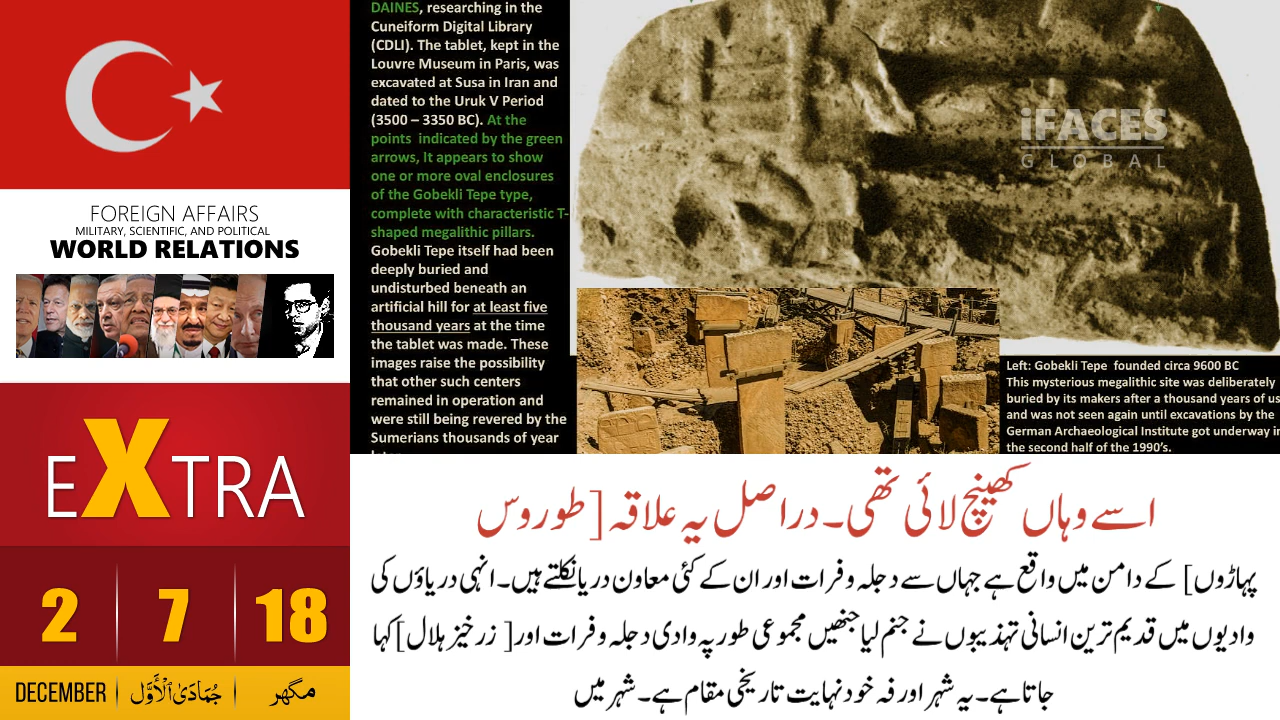 FOREIGN AFFAIRS
MILITARY, SCIENTIFIC, AND POLITICAL
WORLD RELATIONS
EXTRA
2 7 18
DECEMBER جُمَادَىٰ ٱلْأَوَّل مگھر
DAINES, researching in the
Cuneiform Digital Library
(CDLI). The tablet, kept in the
Louvre Museum in Paris, was
excavated at Susa in Iran and
dated to the Uruk V Period
(3500 – 3350 BC). At the
points indicated by the green
arrows, It appears to show
one or more oval enclosures
of the Gobekli Tepe type,
complete with characteristic T-
shaped megalithic pillars.
Gobekli Tepe itself had been
deeply buried and
undisturbed beneath an
artificial hill for at least five
thousand years at the time
the tablet was made. These
images raise the possibility
that other such centers
remained in operation and
were still being revered by the
Sumerians thousands of year
iFACES
GLOBAL
Left: Gobekli Tepe founded circa 9600 BC
This mysterious megalithic site was deliberately
buried by its makers after a thousand years of us
and was not seen again until excavations by the
German Archaeological Institute got underway in
the second half of the 1990's.
اسے وہاں کھینچ لائی تھی۔ دراصل یہ علاقہ [ طوروس
پہاڑوں] کے دامن میں واقع ہے جہاں سے دجلہ و فرات اور ان کے کئی معاون دریا نکلتے ہیں۔ انہی دریاؤں کی
وادیوں میں قدیم ترین انسانی تہذیبوں نے جنم لیا جنھیں مجموعی طور پہ وادی دجلہ و فرات اور [ زرخیز ہلال ] کہا
جاتا ہے۔ یہ شہر اورفہ خود نہایت تاریخی مقام ہے۔ شہر میں